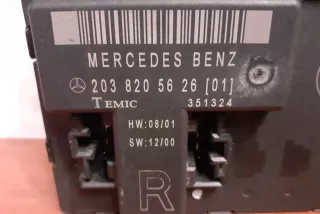 MERCEDES BENZ
203 820 56 26 [01]
TEMIC 351324
HW:08/01
SW:12/00
R